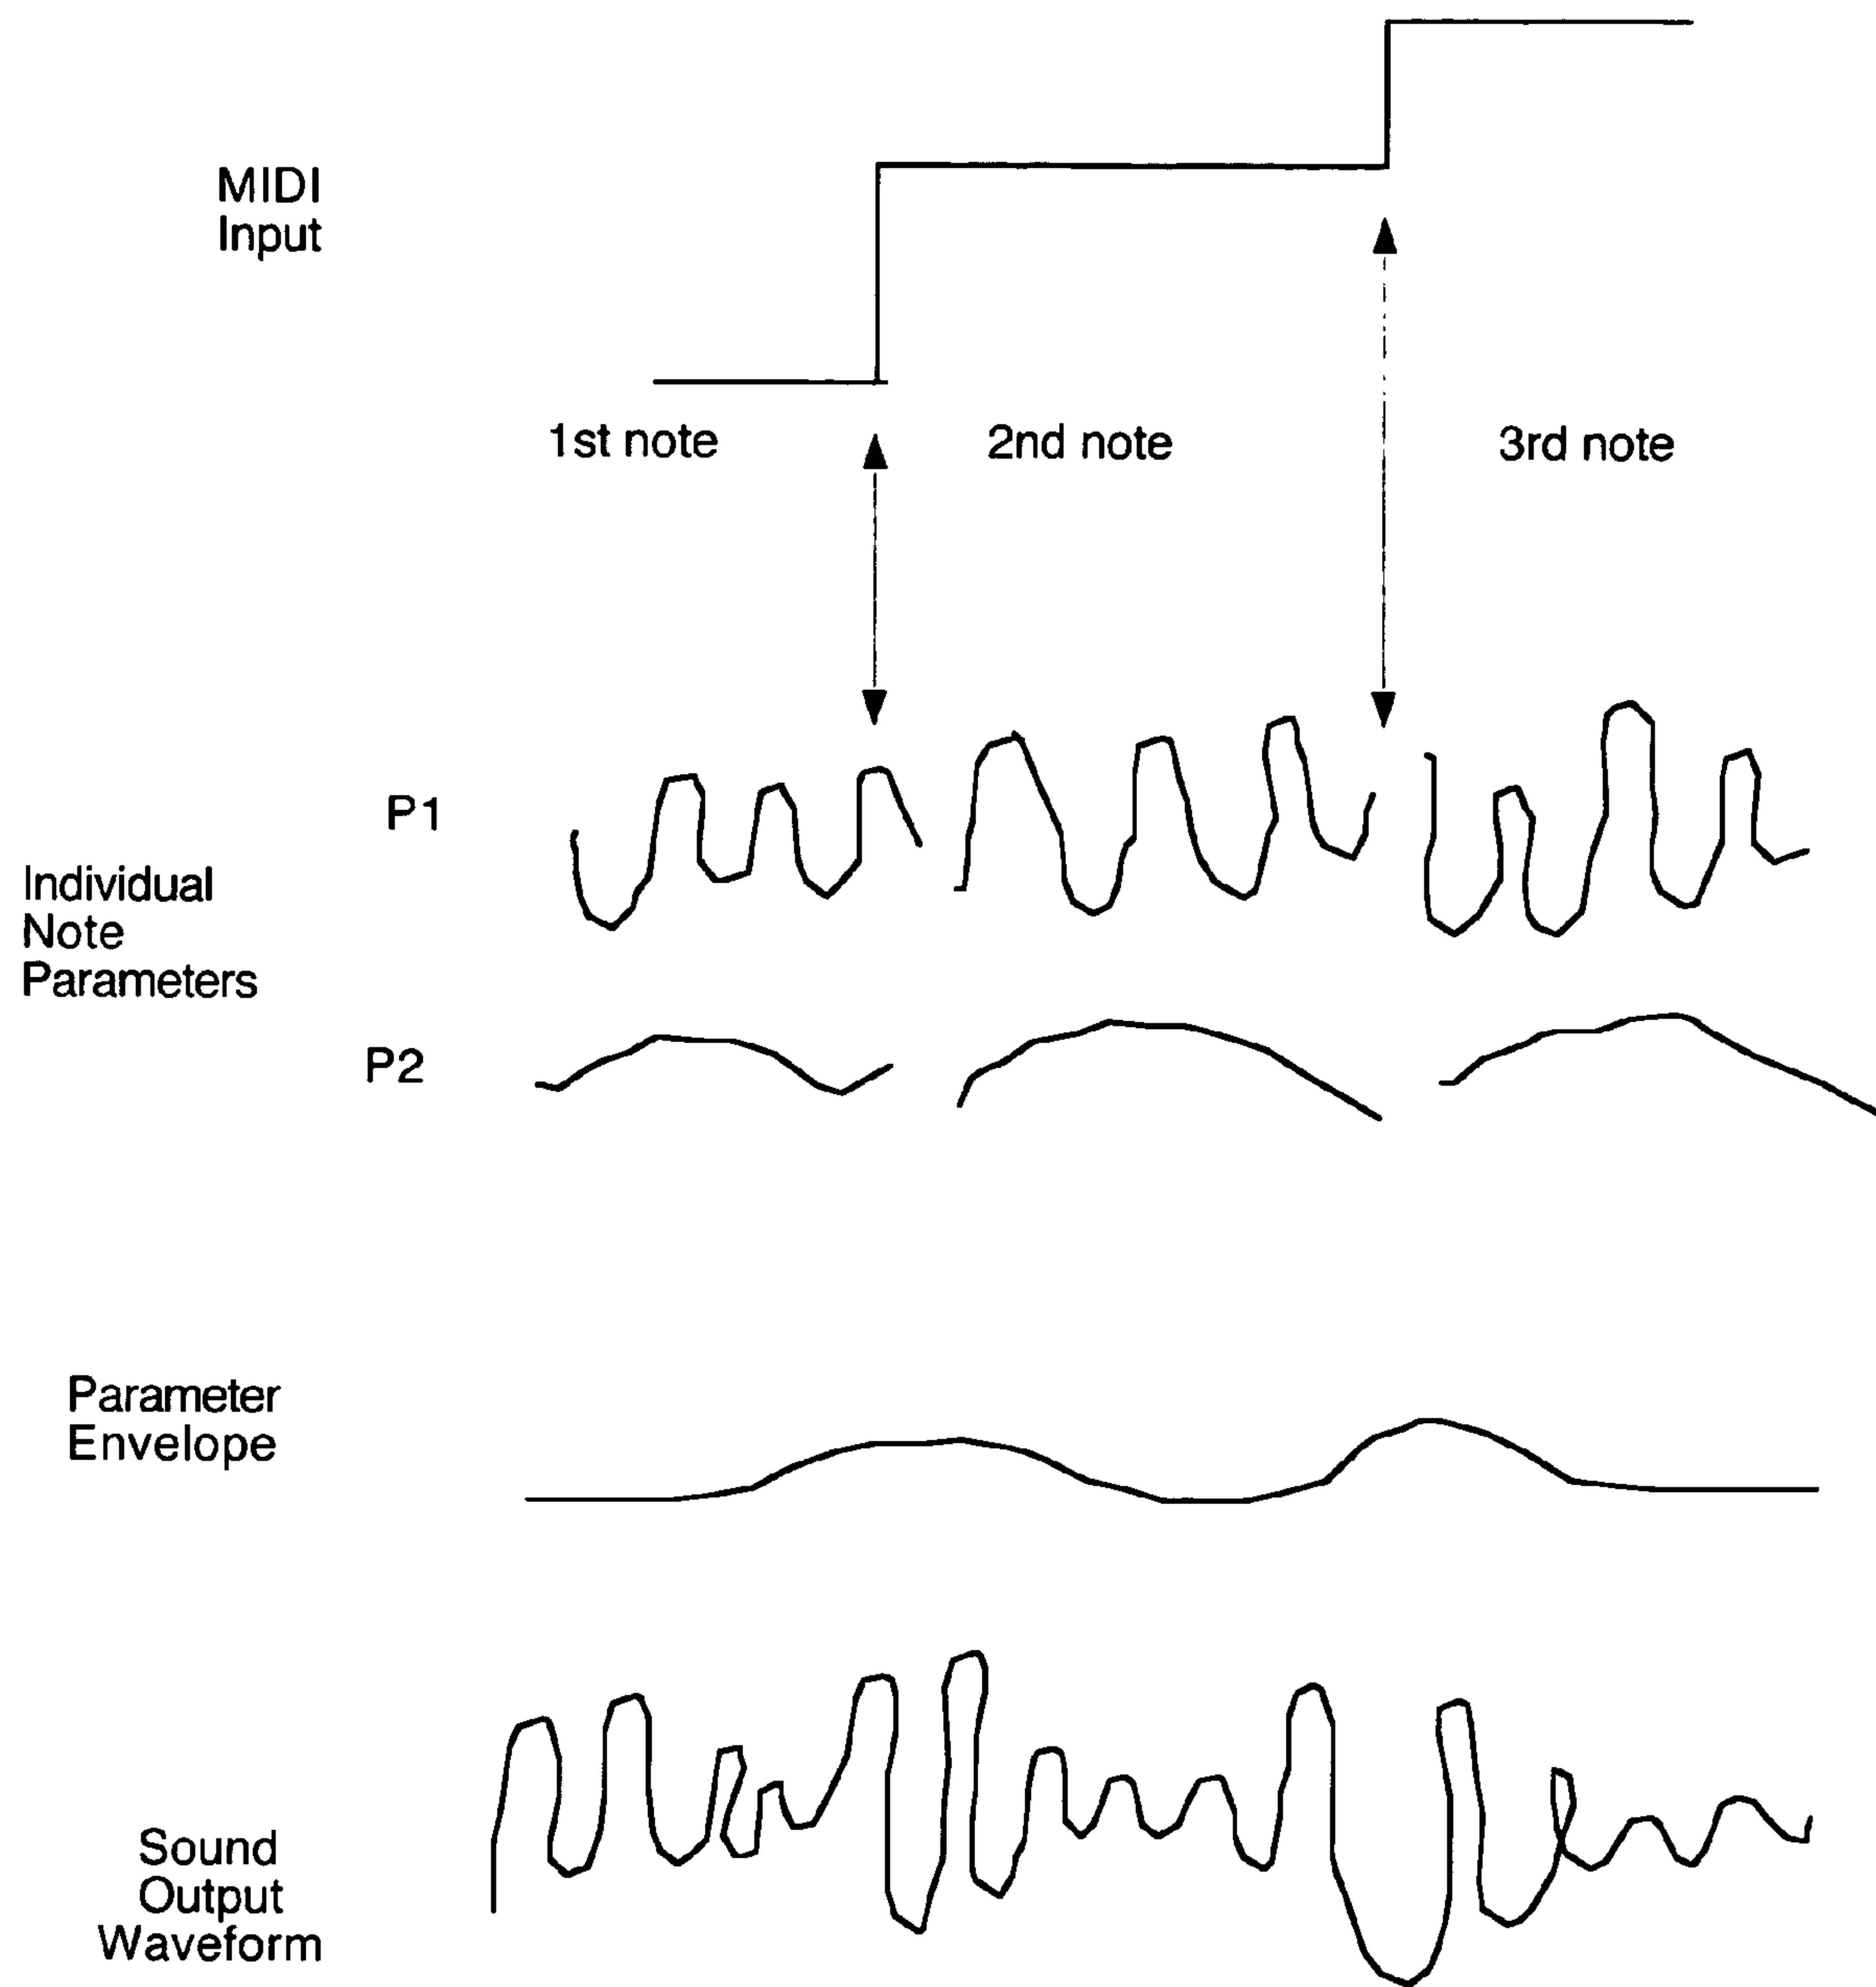 MIDI
Input
1st note
2nd note
3rd note
P1
Individual
Note
Parameters
P2
Parameter
Envelope
Sound
Output
Waveform